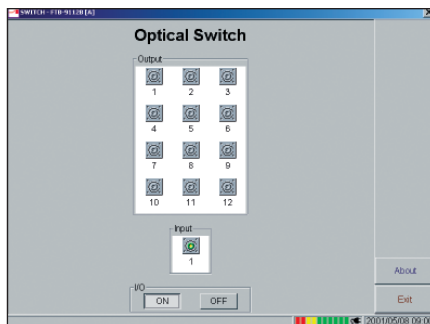 SWITCH - FTB-9112B [A]
Optical Switch
Output
1 2 3
4 5 6
7 8 9
10 11 12
Input
1
I/O
ON OFF
About
Exit
2001/05/08 09:00